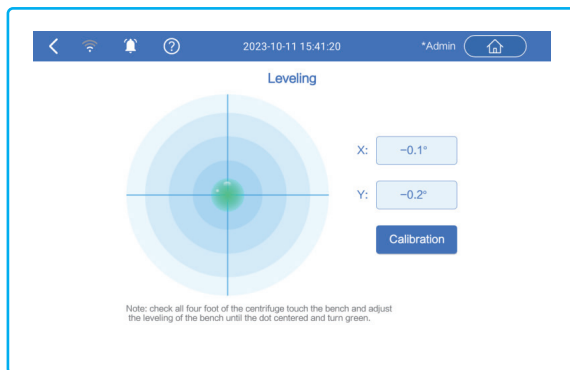 2023-10-11 15:41:20 *Admin
Leveling
X: −0.1°
Y: −0.2°
Calibration
Note: check all four foot of the centrifuge touch the bench and adjust
the leveling of the bench until the dot centered and turn green.